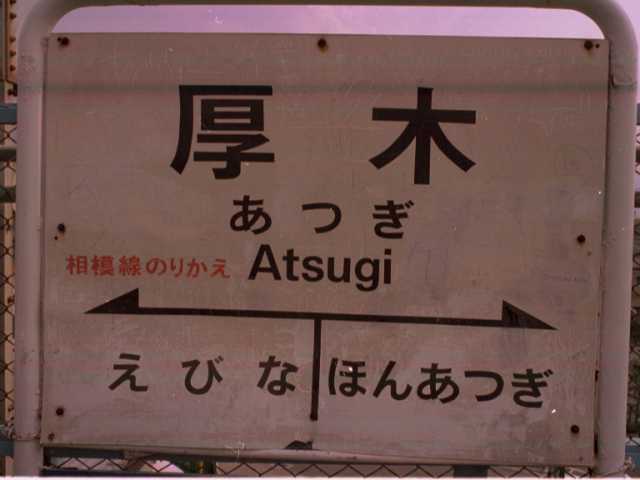 厚木
あつぎ
相模線のりかえ Atsugi
えびな ほんあつぎ